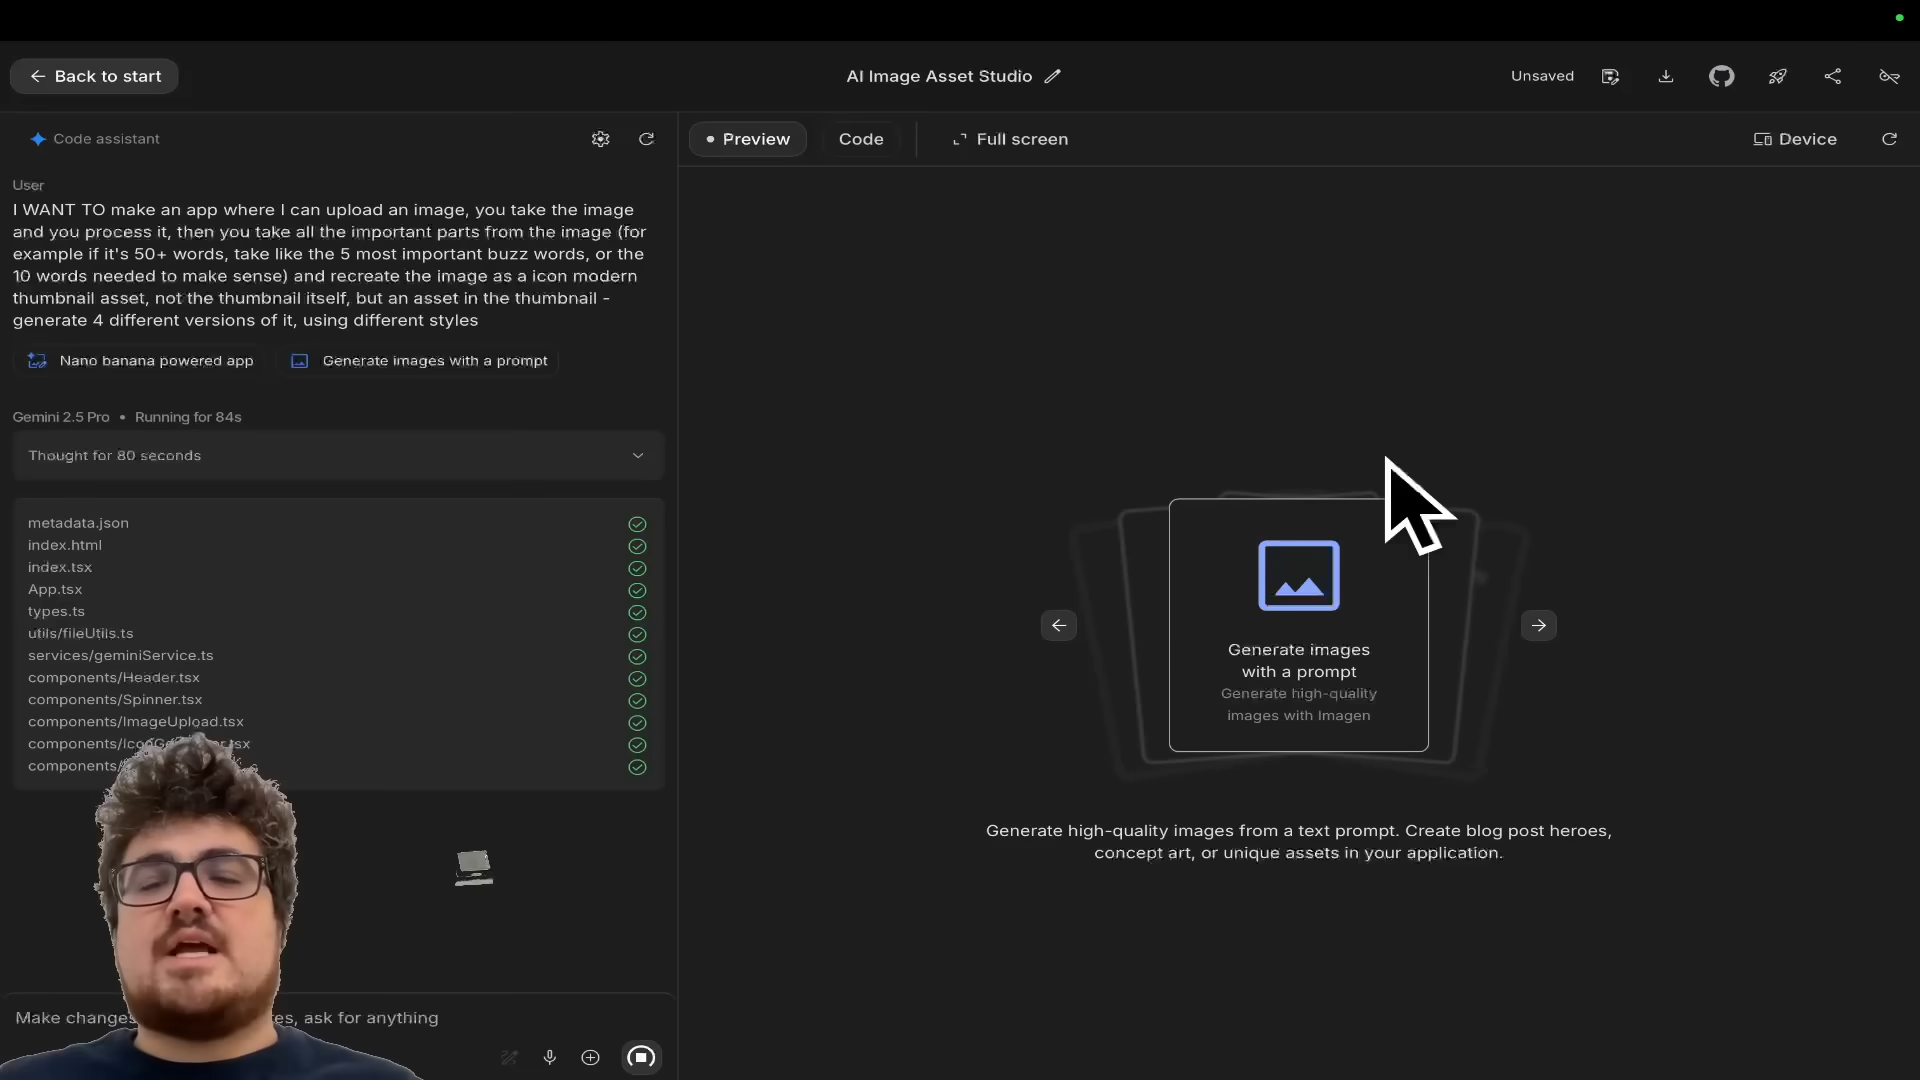 Back to start
AI Image Asset Studio
Unsaved
Code assistant
Preview
Code
Full screen
Device
User
I WANT TO make an app where I can upload an image, you take the image
and you process it, then you take all the important parts from the image (for
example if it's 50+ words, take like the 5 most important buzz words, or the
10 words needed to make sense) and recreate the image as a icon modern
thumbnail asset, not the thumbnail itself, but an asset in the thumbnail -
generate 4 different versions of it, using different styles
Nano banana powered app
Generate images with a prompt
Gemini 2.5 Pro • Running for 84s
Thought for 80 seconds
metadata.json
index.html
index.tsx
App.tsx
types.ts
utils/fileUtils.ts
services/geminiService.ts
components/Header.tsx
components/Spinner.tsx
components/ImageUpload.tsx
components/
components/
Make changes
ask for anything
Generate images
with a prompt
Generate high-quality
images with Imagen
Generate high-quality images from a text prompt. Create blog post heroes,
concept art, or unique assets in your application.